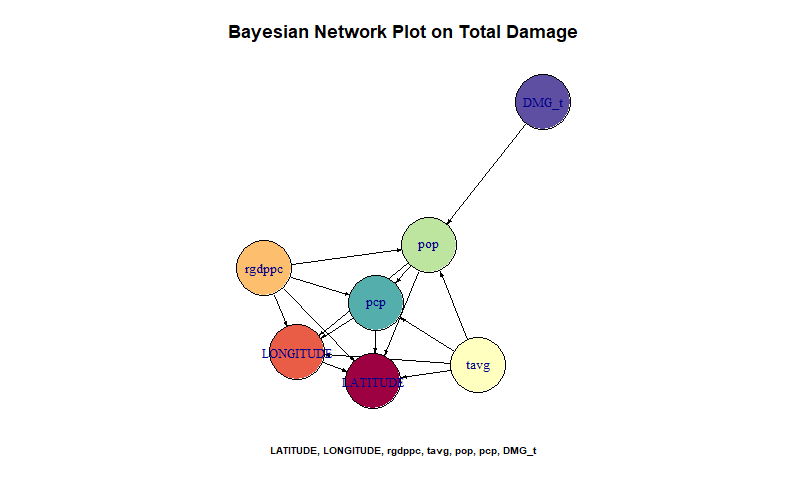 Bayesian Network Plot on Total Damage
DMG_t
pop
rgdppc
pcp
LONGITUDE
tavg
LATITUDE
LATITUDE, LONGITUDE, rgdppc, tavg, pop, pcp, DMG_t